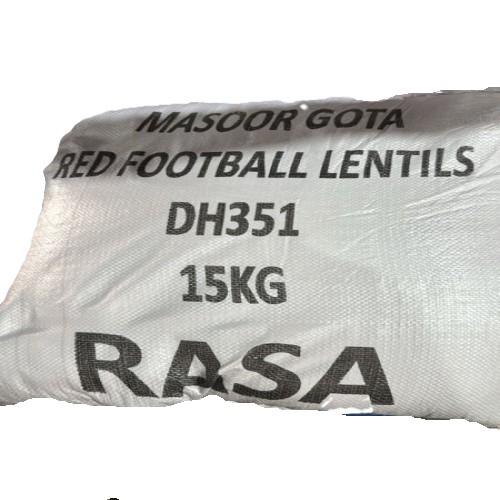 MASOOR GOTA
RED FOOTBALL LENTILS
DH351
15KG
RASA